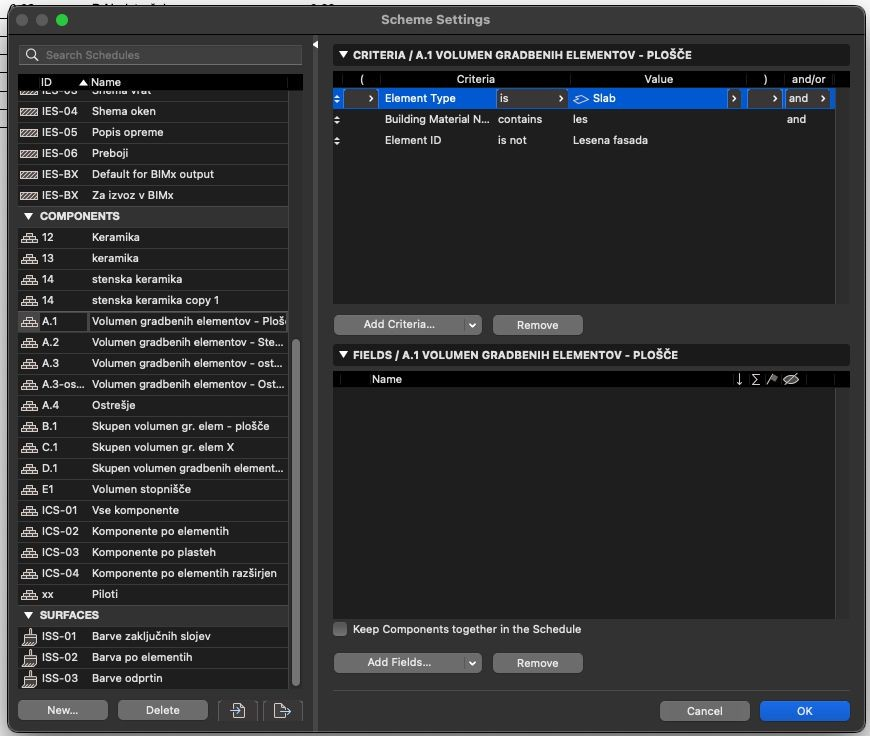 Scheme Settings
Search Schedules
ID Name
IES-04 Shema oken
IES-05 Popis opreme
IES-06 Preboji
IES-BX Default for BIMx output
IES-BX Za izvoz v BIMx
COMPONENTS
12 Keramika
13 keramika
14 stenska keramika
14 stenska keramika copy 1
A.1 Volumen gradbenih elementov - Ploš
A.2 Volumen gradbenih elementov - Ste...
A.3 Volumen gradbenih elementov - ost...
A.3-os... Volumen gradbenih elementov - Ost...
A.4 Ostrešje
B.1 Skupen volumen gr. elem - plošče
C.1 Skupen volumen gr. elem X
D.1 Skupen volumen gradbenih element...
E1 Volumen stopnišče
ICS-01 Vse komponente
ICS-02 Komponente po elementih
ICS-03 Komponente po plasteh
ICS-04 Komponente po elementih razširjen
xx Piloti
SURFACES
ISS-01 Barve zaključnih slojev
ISS-02 Barva po elementih
ISS-03 Barve odprtin
New... Delete
CRITERIA / A.1 VOLUMEN GRADBENIH ELEMENTOV - PLOŠČE
( Criteria Value ) and/or
Element Type is Slab and
Building Material N... contains les and
Element ID is not Lesena fasada
Add Criteria... Remove
FIELDS / A.1 VOLUMEN GRADBENIH ELEMENTOV - PLOŠČE
Name
Keep Components together in the Schedule
Add Fields... Remove
Cancel OK